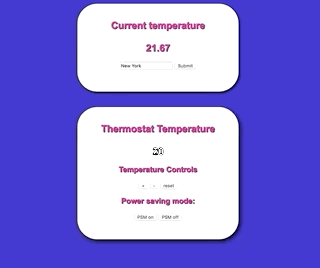 Current temperature
21.67
New York Submit
Thermostat Temperature
20
Temperature Controls
+ - reset
Power saving mode:
PSM on PSM off